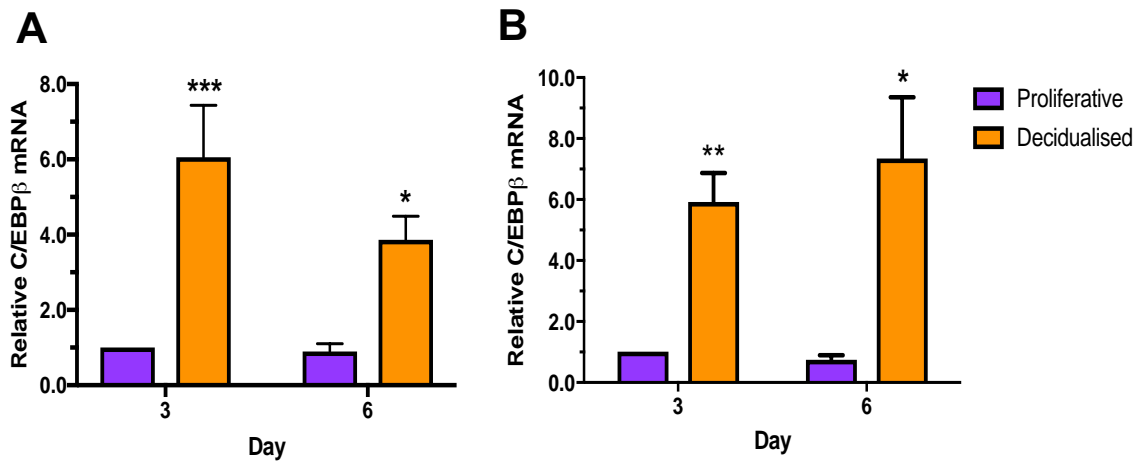 A
Relative C/EBPβ mRNA
8.0
6.0
4.0
2.0
0.0
***
*
3
6
Day
B
Relative C/EBPβ mRNA
10.0
8.0
6.0
4.0
2.0
0.0
**
*
3
6
Day
Proliferative
Decidualised